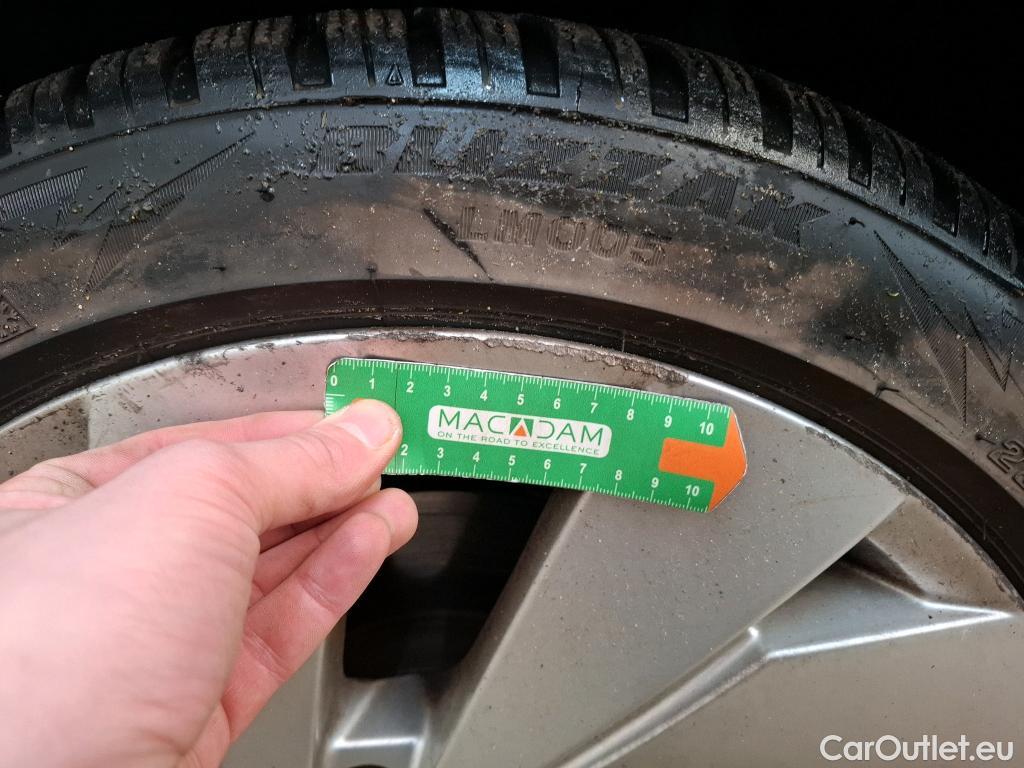 BLIZZAK
LM005
0 1 2 3 4 5 6 7 8 9 10
MACADAM
ON THE ROAD TO EXCELLENCE
2 3 4 5 6 7 8 9 10
CarOutlet.eu